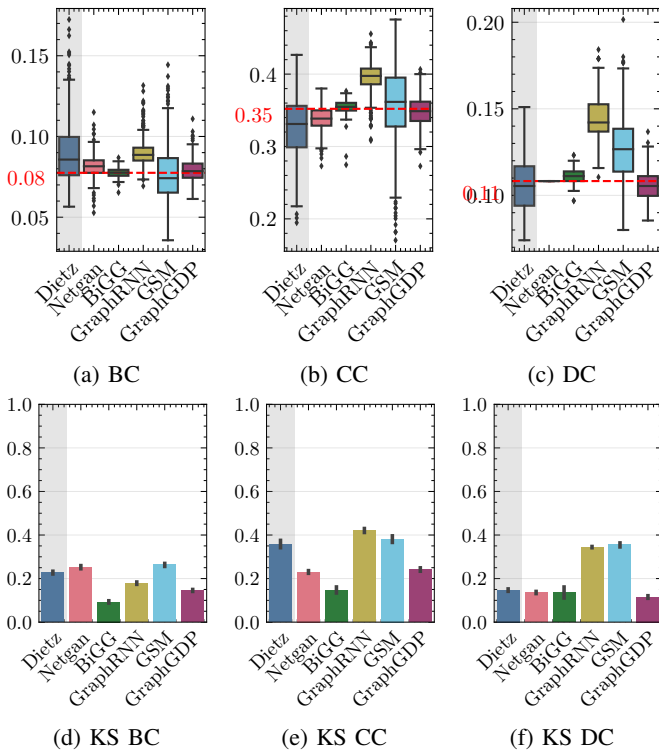 0.15
0.10
0.08
0.05
Dietz
Netgan
BiGG
GraphRNN
GSM
GraphGDP
(a) BC
0.4
0.35
0.3
0.2
Dietz
Netgan
BiGG
GraphRNN
GSM
GraphGDP
(b) CC
0.20
0.15
0.11
0.10
Dietz
Netgan
BiGG
GraphRNN
GSM
GraphGDP
(c) DC
1.0
0.8
0.6
0.4
0.2
0.0
Dietz
Netgan
BiGG
GraphRNN
GSM
GraphGDP
(d) KS BC
1.0
0.8
0.6
0.4
0.2
0.0
Dietz
Netgan
BiGG
GraphRNN
GSM
GraphGDP
(e) KS CC
1.0
0.8
0.6
0.4
0.2
0.0
Dietz
Netgan
BiGG
GraphRNN
GSM
GraphGDP
(f) KS DC